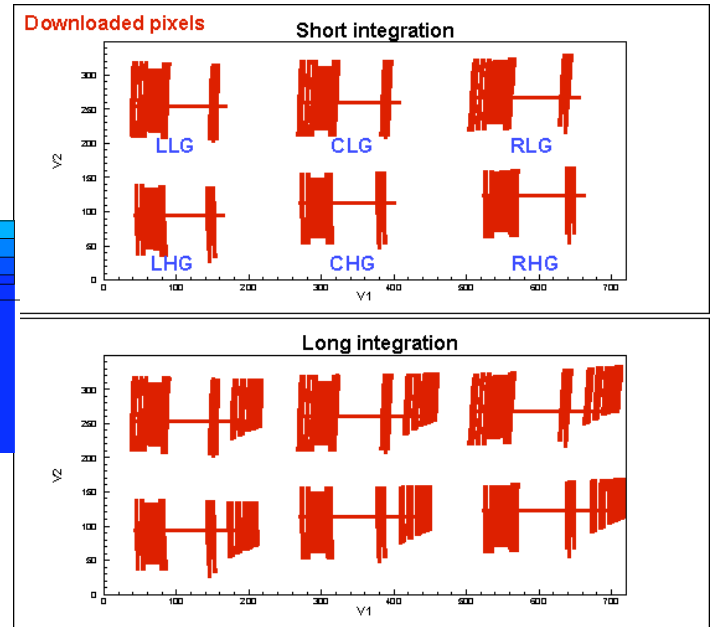 Downloaded pixels
Short integration
300
250
200
150
100
50
0
V2
LLG CLG RLG
LHG CHG RHG
0 100 200 300 400 500 600 700
V1
Long integration
300
250
200
150
100
50
0
V2
0 100 200 300 400 500 600 700
V1